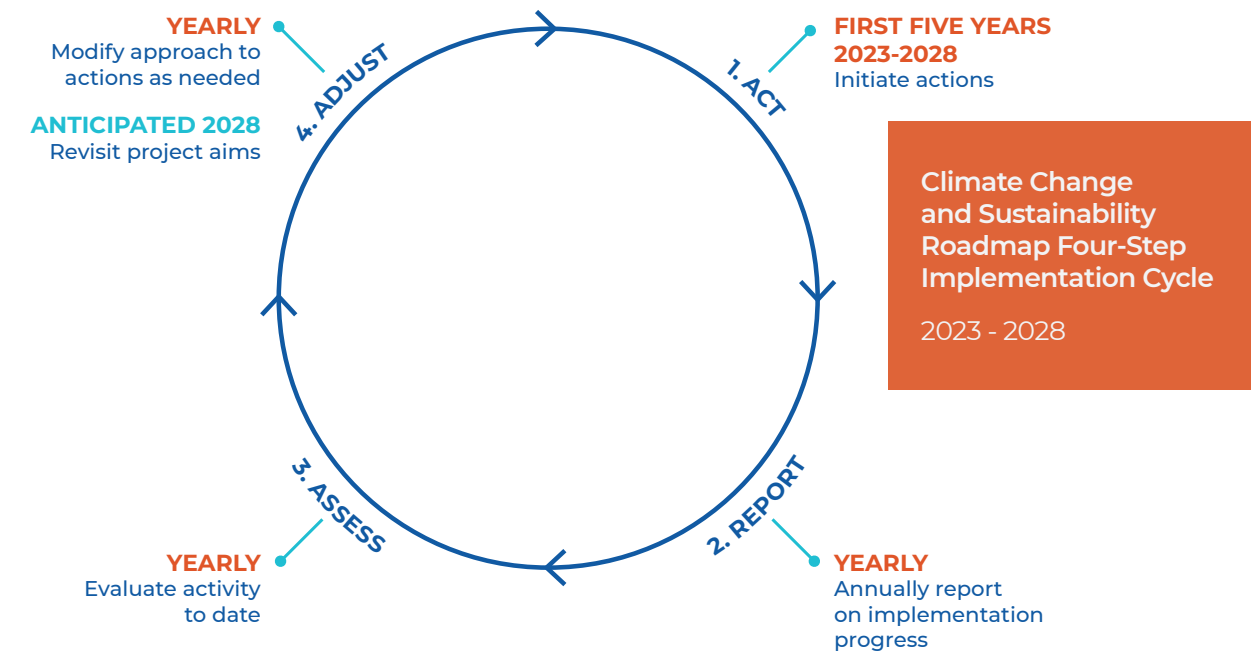 YEARLY
Modify approach to
actions as needed
ANTICIPATED 2028
Revisit project aims
4. ADJUST
1. ACT
FIRST FIVE YEARS
2023-2028
Initiate actions
Climate Change
and Sustainability
Roadmap Four-Step
Implementation Cycle
2023 - 2028
3. ASSESS
YEARLY
Evaluate activity
to date
2. REPORT
YEARLY
Annually report
on implementation
progress